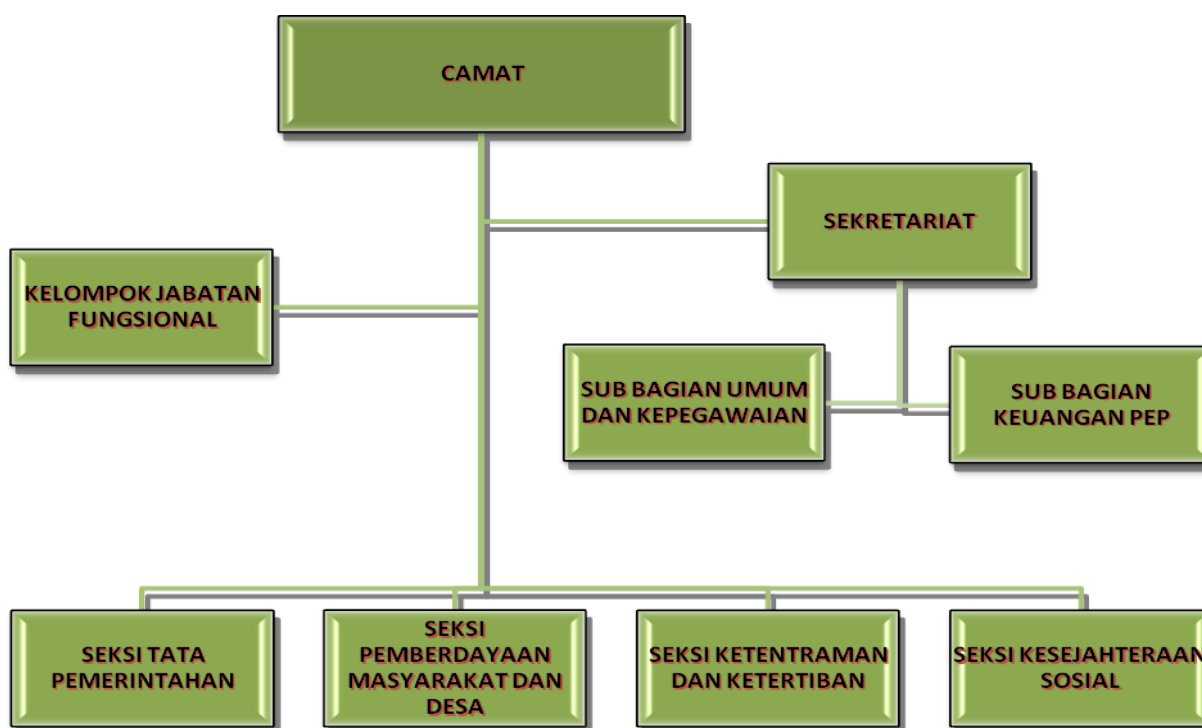 CAMAT
SEKRETARIAT
KELOMPOK JABATAN
FUNGSIONAL
SUB BAGIAN UMUM
DAN KEPEGAWAIAN
SUB BAGIAN
KEUANGAN PEP
SEKSI TATA
PEMERINTAHAN
SEKSI
PEMBERDAYAAN
MASYARAKAT DAN
DESA
SEKSI KETENTRAMAN
DAN KETERTIBAN
SEKSI KESEJAHTERAAN
SOSIAL